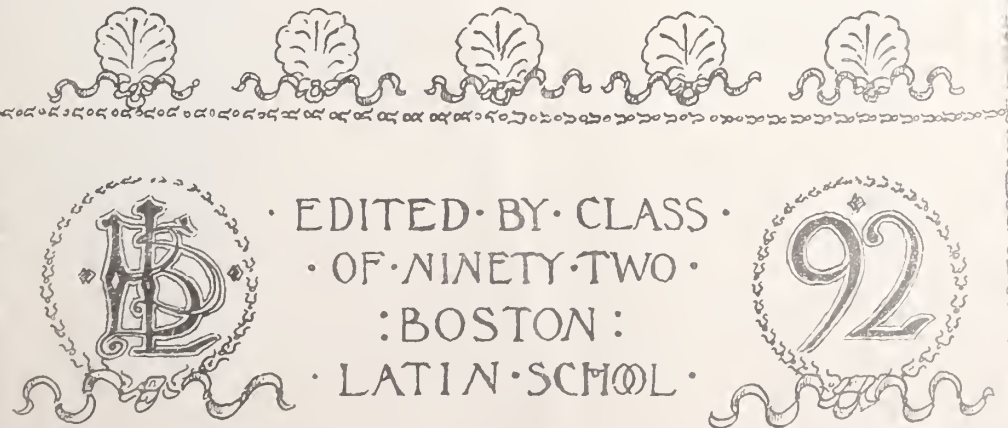 · EDITED · BY · CLASS ·
· OF · NINETY · TWO ·
: BOSTON :
· LATIN · SCHOOL ·
92